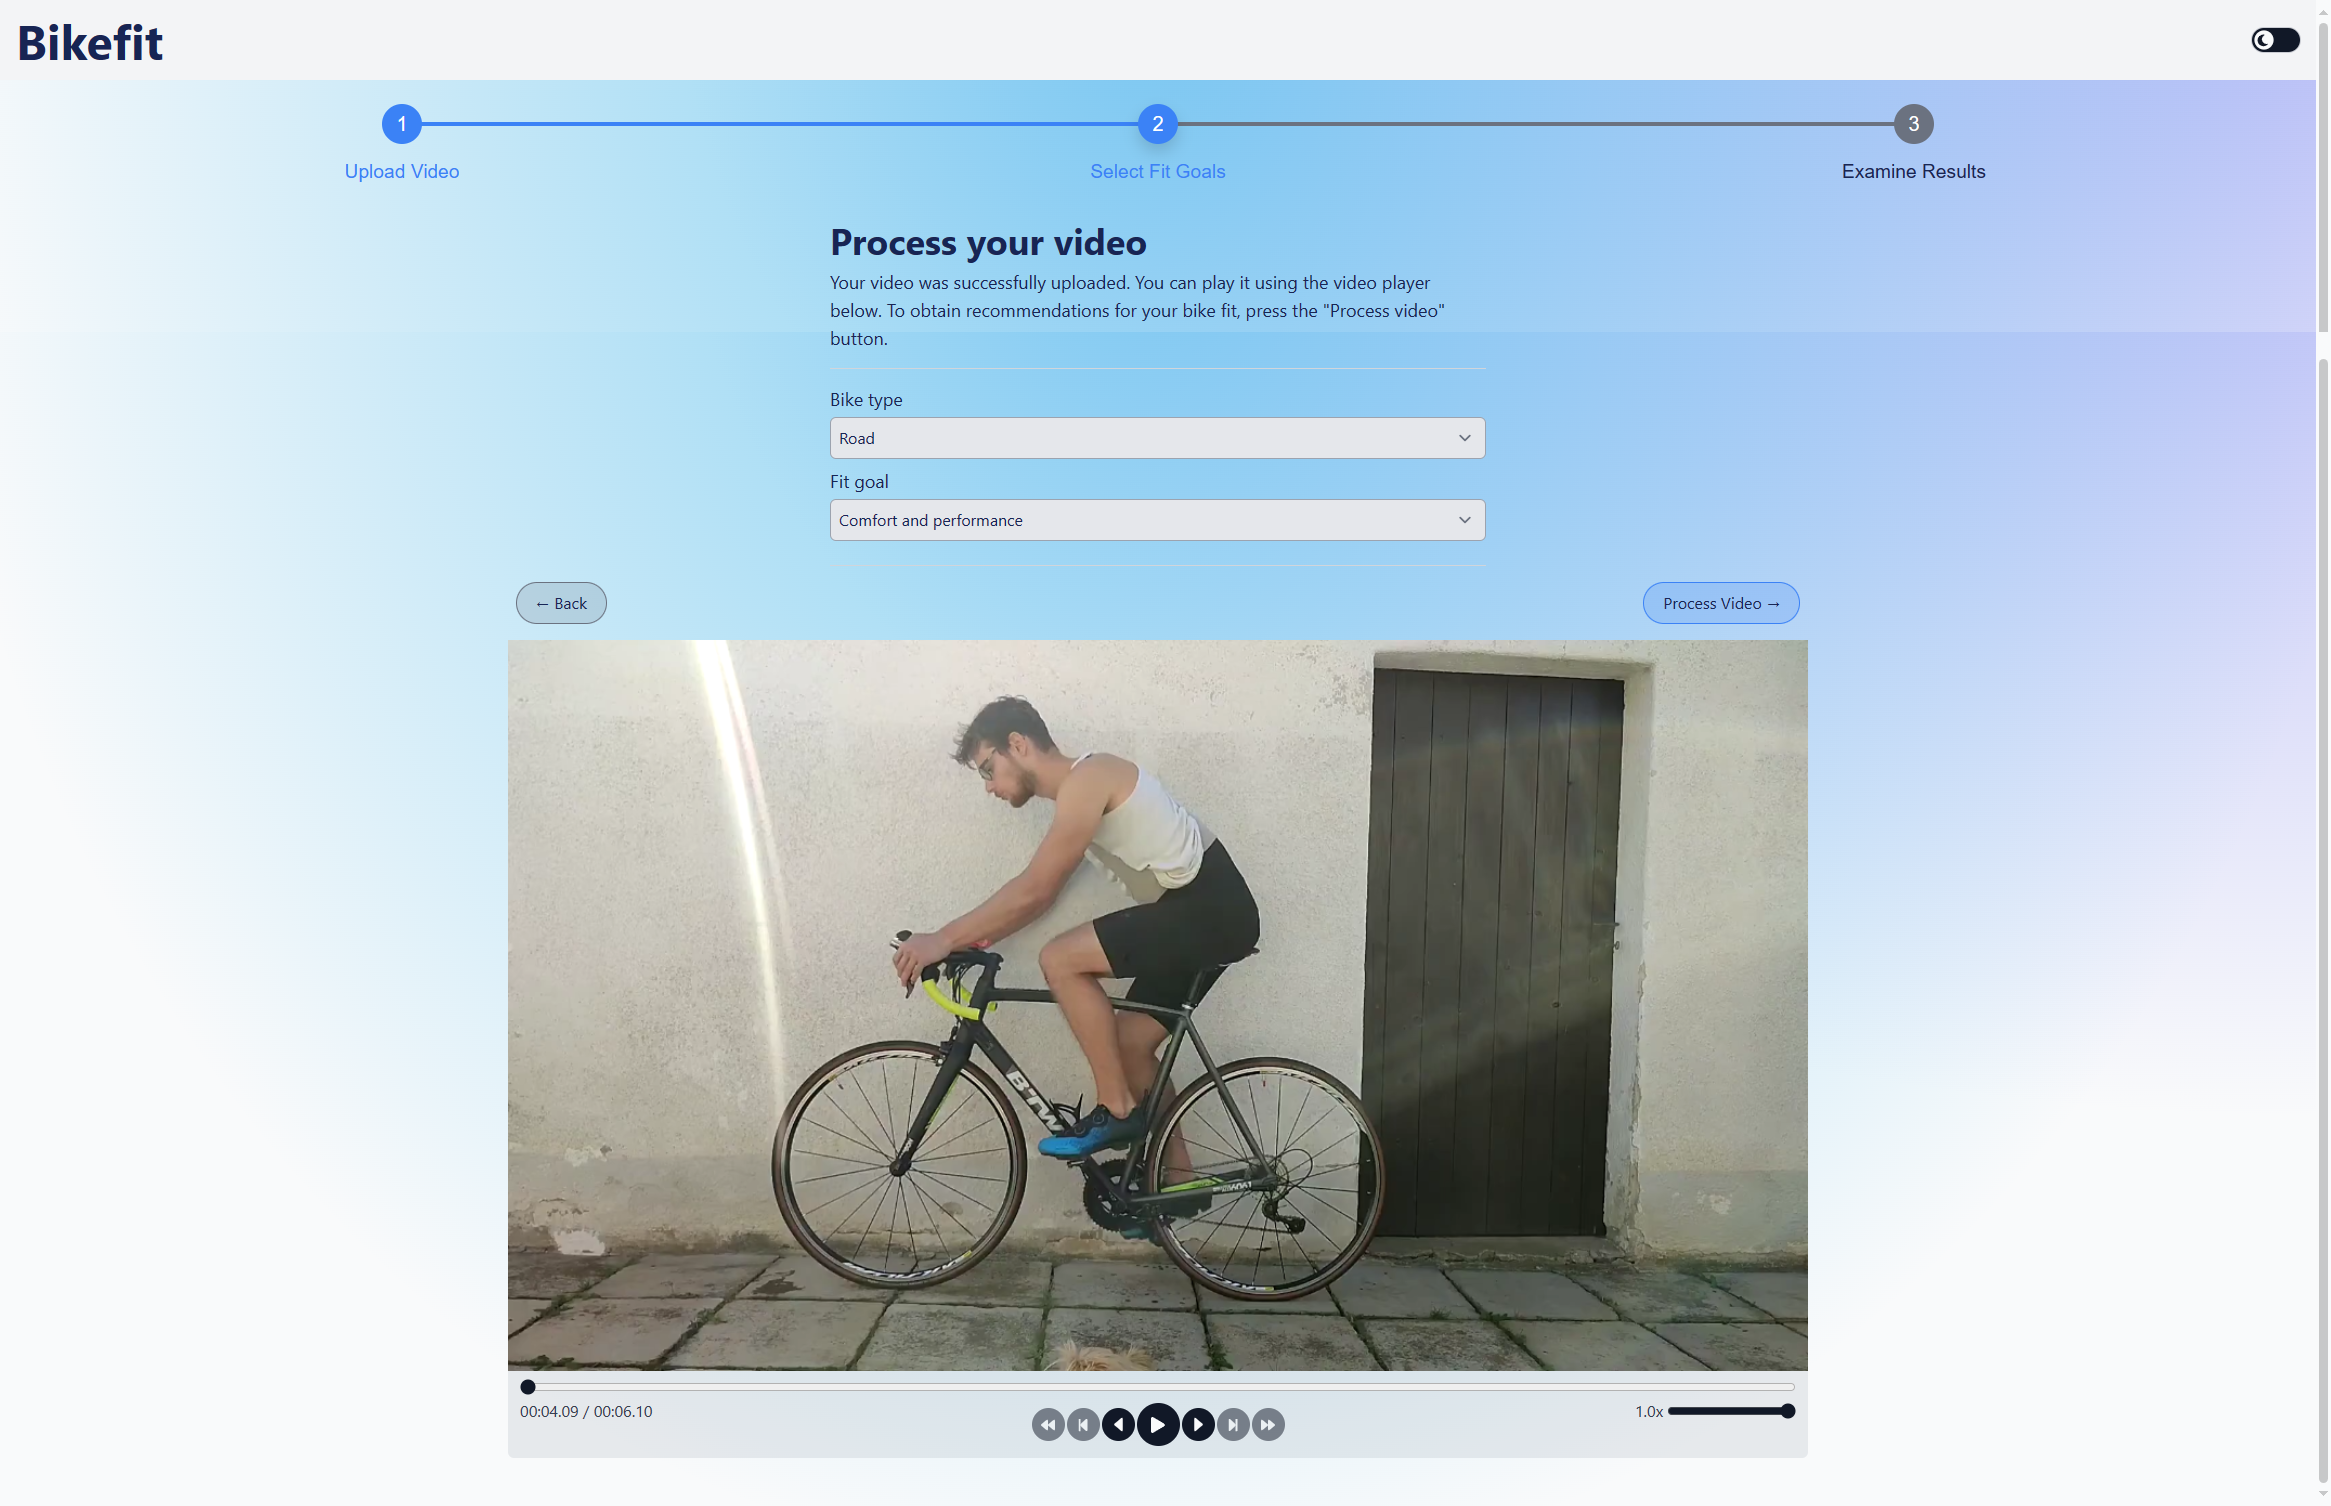 Bikefit
1
2
3
Upload Video
Select Fit Goals
Examine Results
Process your video
Your video was successfully uploaded. You can play it using the video player
below. To obtain recommendations for your bike fit, press the "Process video"
button.
Bike type
Road
Fit goal
Comfort and performance
← Back
Process Video →
00:04.09 / 00:06.10
1.0x